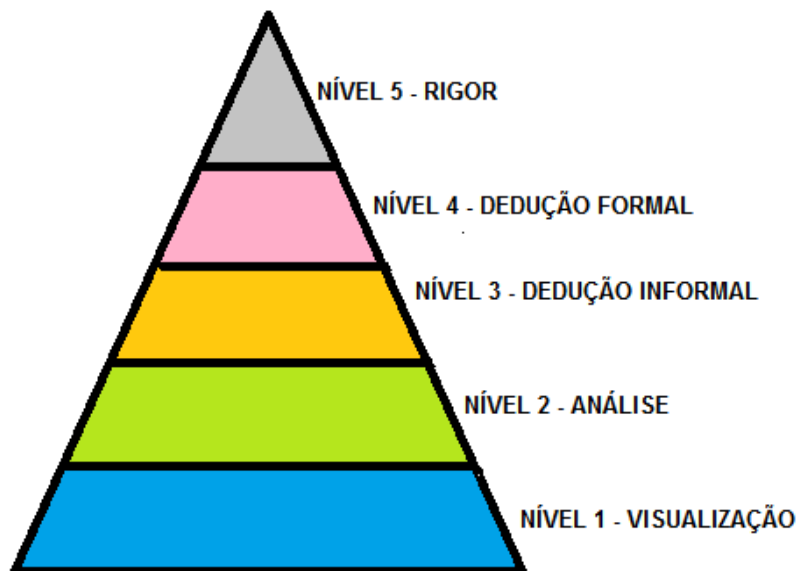 NÍVEL 5 - RIGOR
NÍVEL 4 - DEDUÇÃO FORMAL
NÍVEL 3 - DEDUÇÃO INFORMAL
NÍVEL 2 - ANÁLISE
NÍVEL 1 - VISUALIZAÇÃO